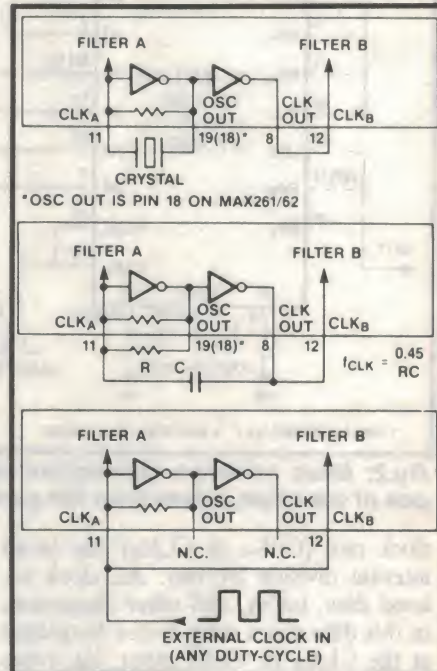 FILTER A FILTER B
OSC OUT CLK OUT
CLKA CLKB
11 19(18)* 8 12
CRYSTAL
*OSC OUT IS PIN 18 ON MAX261/62
FILTER A FILTER B
OSC OUT CLK OUT
CLKA CLKB
11 19(18)* 8 12
R C
fCLK = 0.45
RC
FILTER A FILTER B
OSC OUT CLK OUT
CLKA CLKB
11 N.C. N.C. 12
EXTERNAL CLOCK IN
(ANY DUTY-CYCLE)